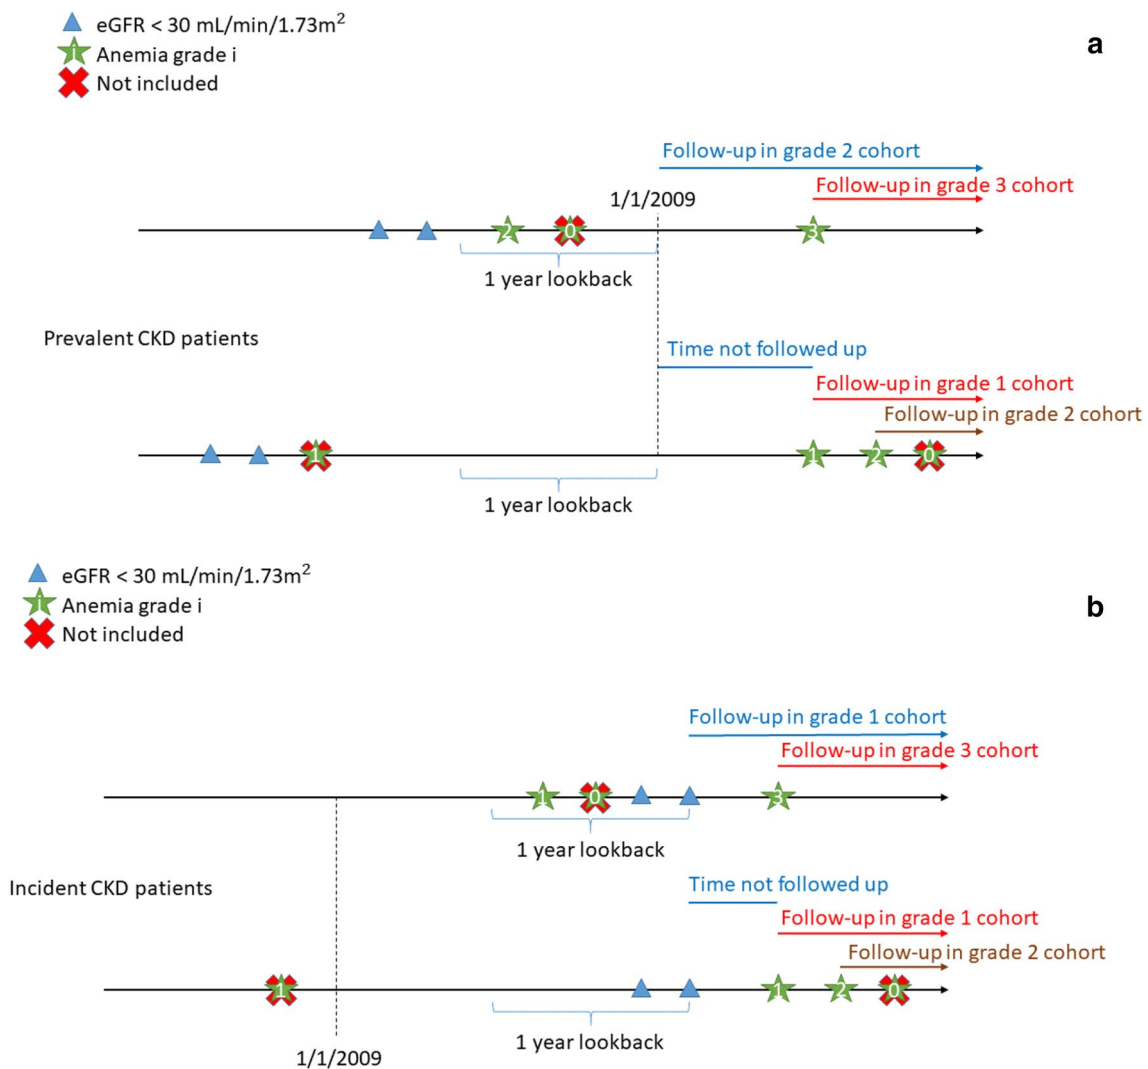 eGFR < 30 mL/min/1.73m²
i Anemia grade i
Not included
a
Follow-up in grade 2 cohort
Follow-up in grade 3 cohort
1/1/2009
2 0 3
1 year lookback
Prevalent CKD patients
Time not followed up
Follow-up in grade 1 cohort
Follow-up in grade 2 cohort
1 1 2 0
1 year lookback
eGFR < 30 mL/min/1.73m²
i Anemia grade i
Not included
b
Follow-up in grade 1 cohort
Follow-up in grade 3 cohort
1 0 3
1 year lookback
Incident CKD patients
Time not followed up
Follow-up in grade 1 cohort
Follow-up in grade 2 cohort
1 1 2 0
1 year lookback
1/1/2009